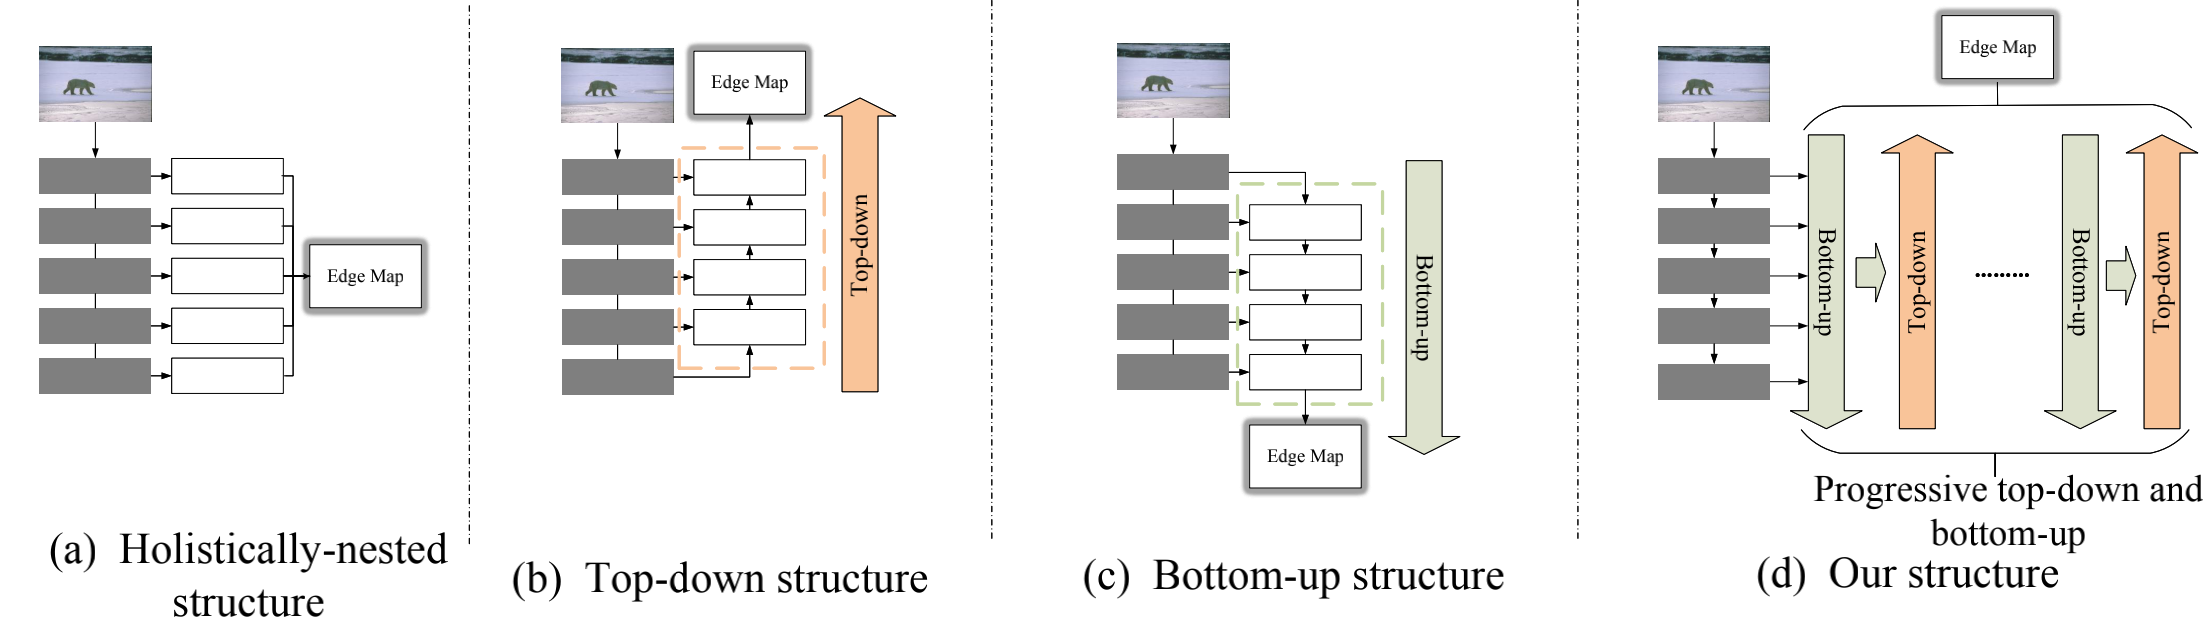 Edge Map
(a) Holistically-nested
structure
Edge Map
Top-down
(b) Top-down structure
Bottom-up
Edge Map
(c) Bottom-up structure
Edge Map
Bottom-up
Top-down
.........
Bottom-up
Top-down
Progressive top-down and
bottom-up
(d) Our structure